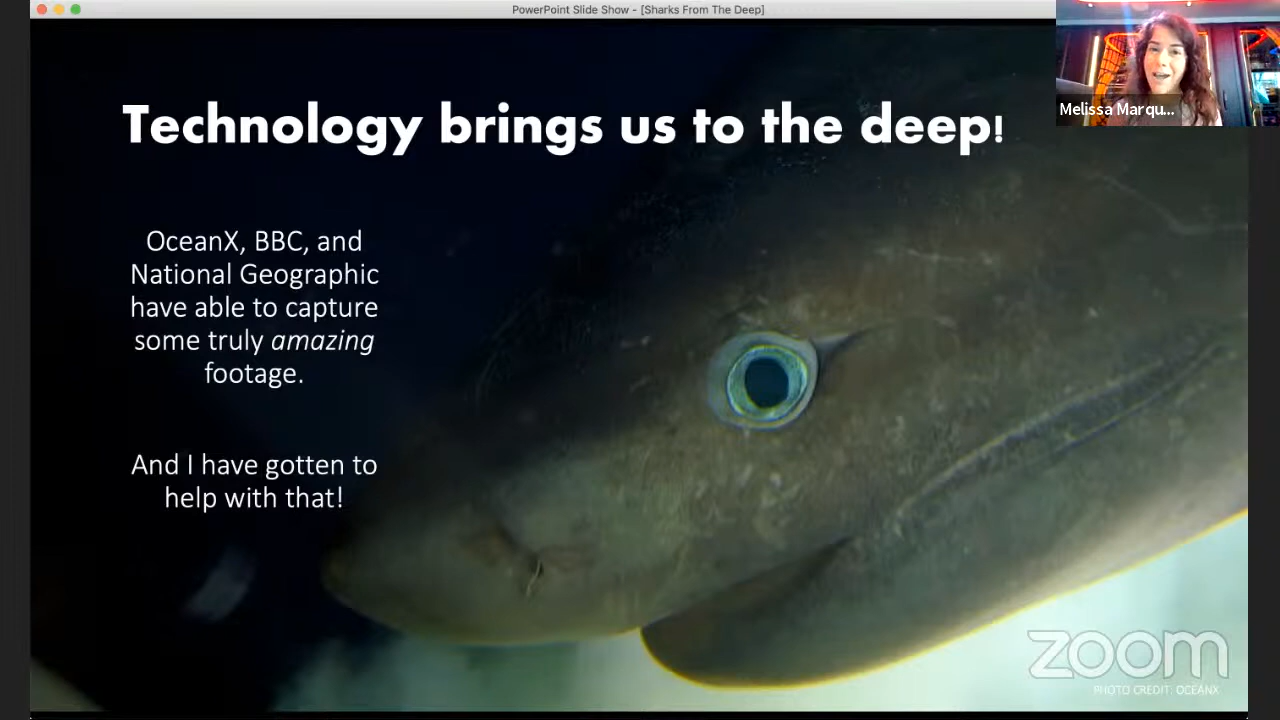 PowerPoint Slide Show - [Sharks From The Deep]
Melissa Marqu...
Technology brings us to the deep!
OceanX, BBC, and
National Geographic
have able to capture
some truly amazing
footage.
And I have gotten to
help with that!
zoom
PHOTO CREDIT: OCEANX